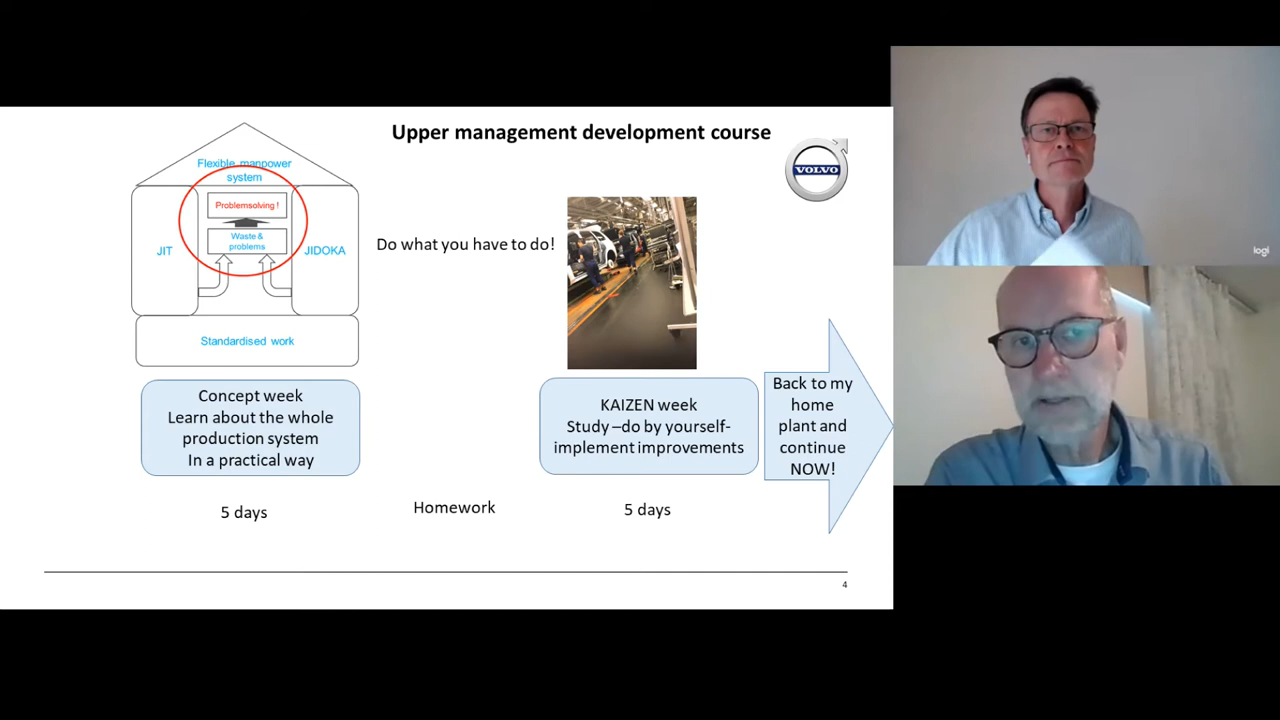 Upper management development course
VOLVO
Flexible manpower
system
Problemsolving !
Waste &
problems
JIT
JIDOKA
Standardised work
Do what you have to do!
Concept week
Learn about the whole
production system
In a practical way
KAIZEN week
Study –do by yourself-
implement improvements
Back to my
home
plant and
continue
NOW!
5 days
Homework
5 days
4
logi